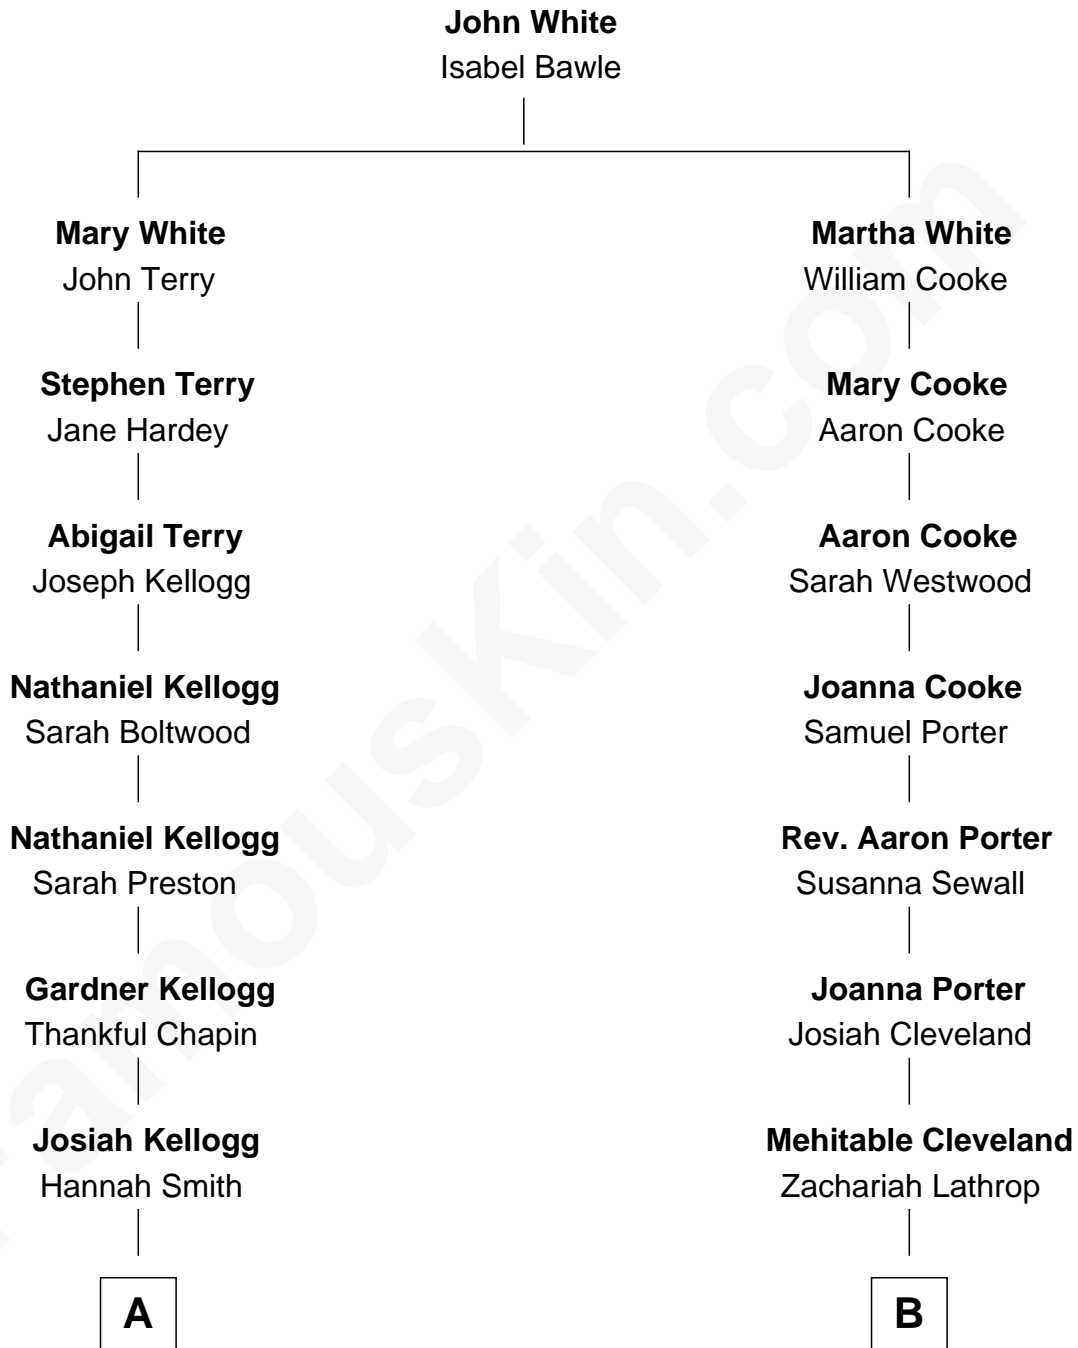 John White
Isabel Bawle
Mary White
John Terry
Stephen Terry
Jane Hardey
Abigail Terry
Joseph Kellogg
Nathaniel Kellogg
Sarah Boltwood
Nathaniel Kellogg
Sarah Preston
Gardner Kellogg
Thankful Chapin
Josiah Kellogg
Hannah Smith
A
Martha White
William Cooke
Mary Cooke
Aaron Cooke
Aaron Cooke
Sarah Westwood
Joanna Cooke
Samuel Porter
Rev. Aaron Porter
Susanna Sewall
Joanna Porter
Josiah Cleveland
Mehitable Cleveland
Zachariah Lathrop
B
FamousKin.com